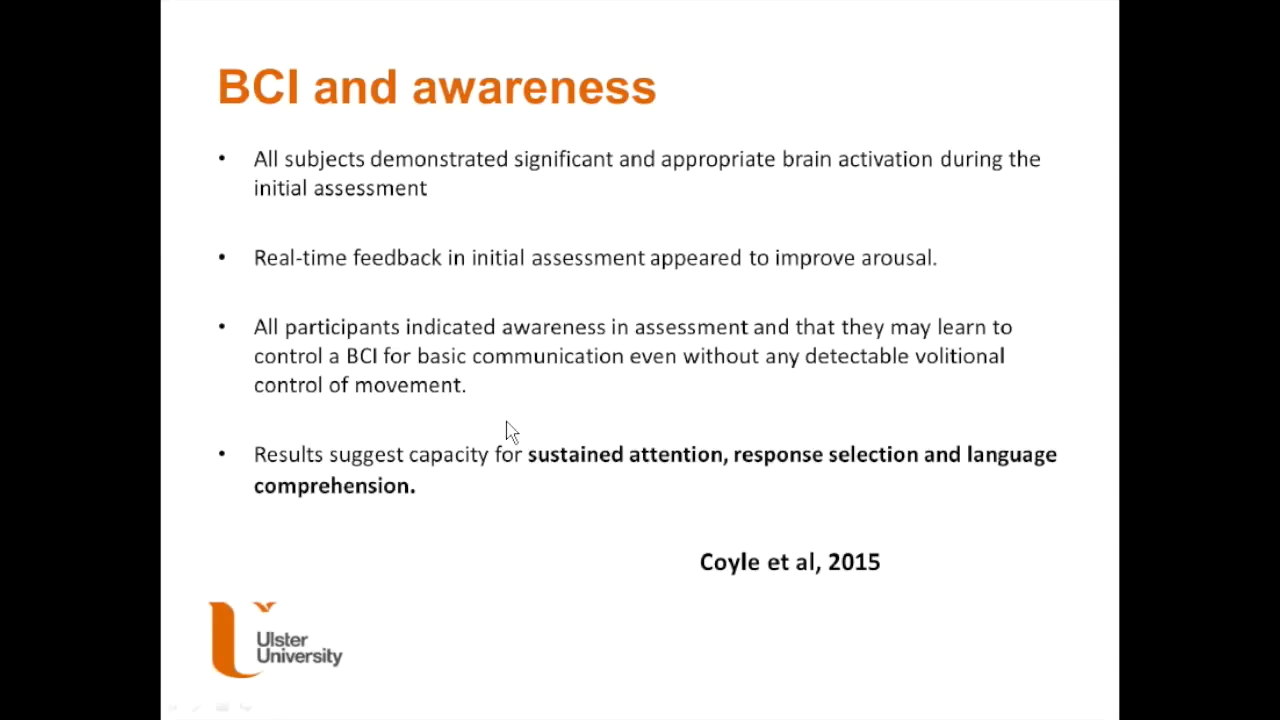 BCI and awareness
• All subjects demonstrated significant and appropriate brain activation during the
initial assessment
• Real-time feedback in initial assessment appeared to improve arousal.
• All participants indicated awareness in assessment and that they may learn to
control a BCI for basic communication even without any detectable volitional
control of movement.
• Results suggest capacity for sustained attention, response selection and language
comprehension.
Coyle et al, 2015
Ulster
University